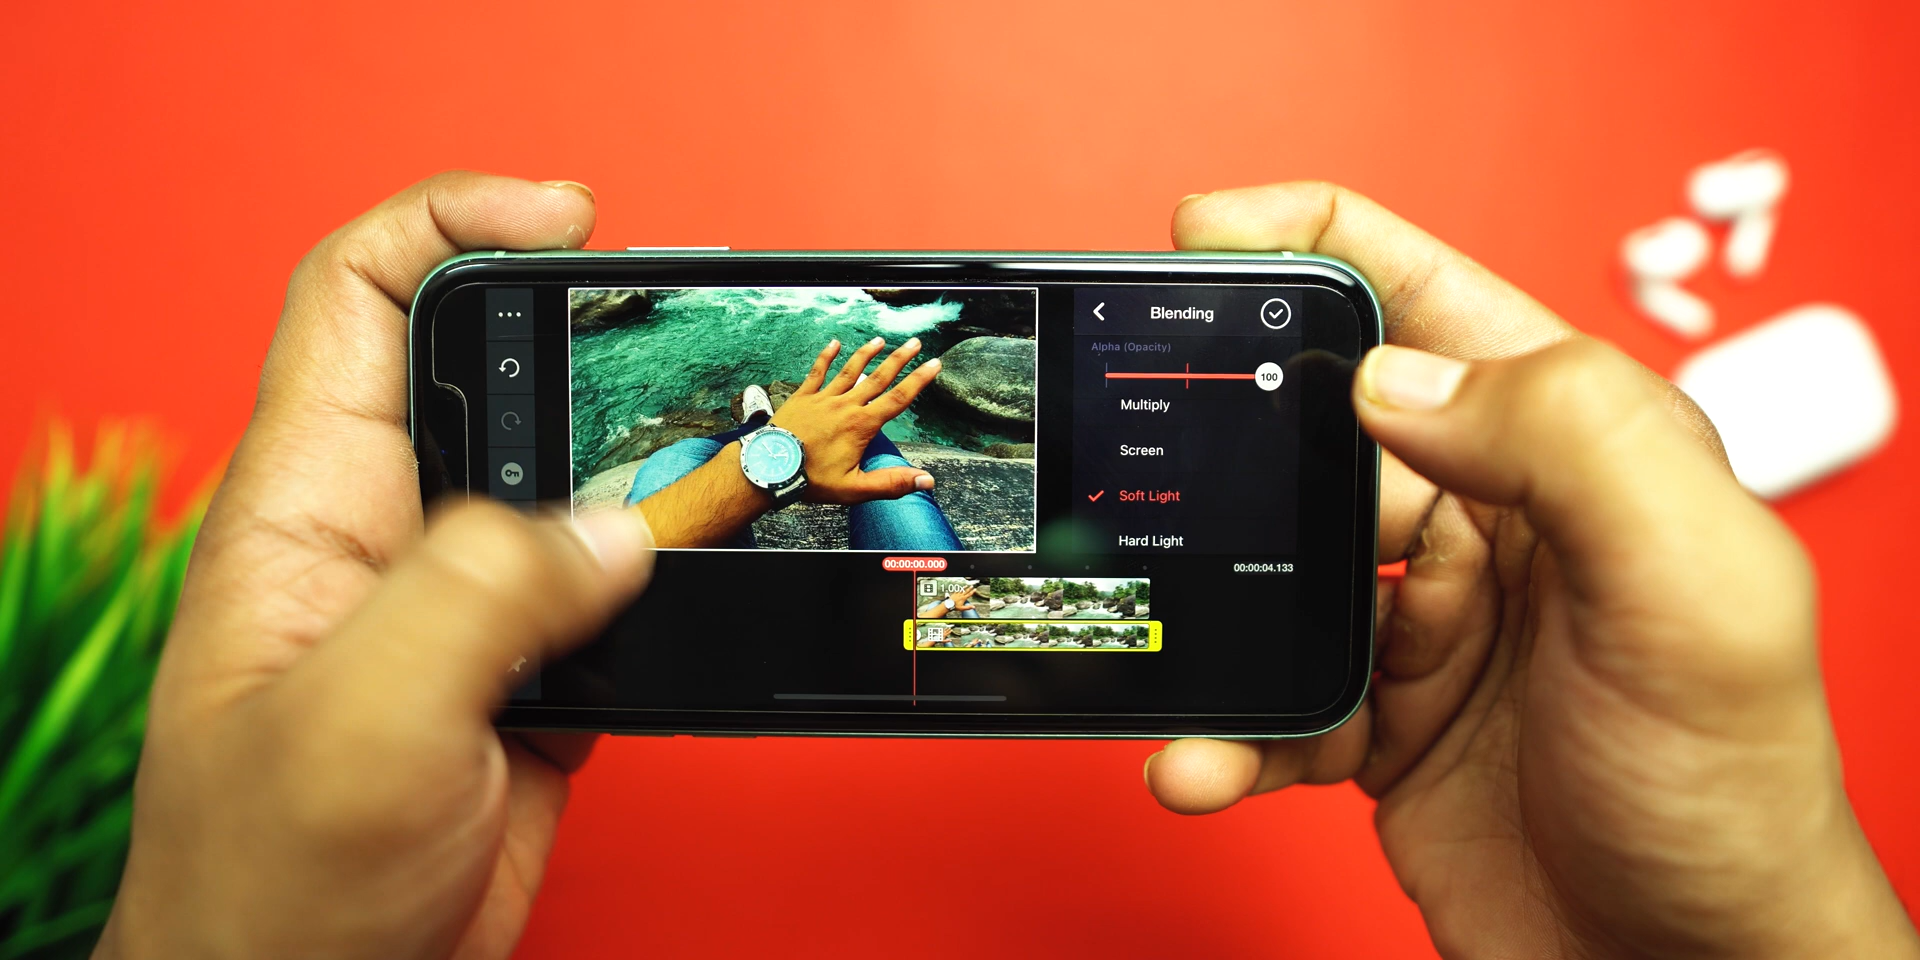 Blending
Alpha (Opacity)
100
Multiply
Screen
Soft Light
Hard Light
00:00:00.000
00:00:04.133
1.00x